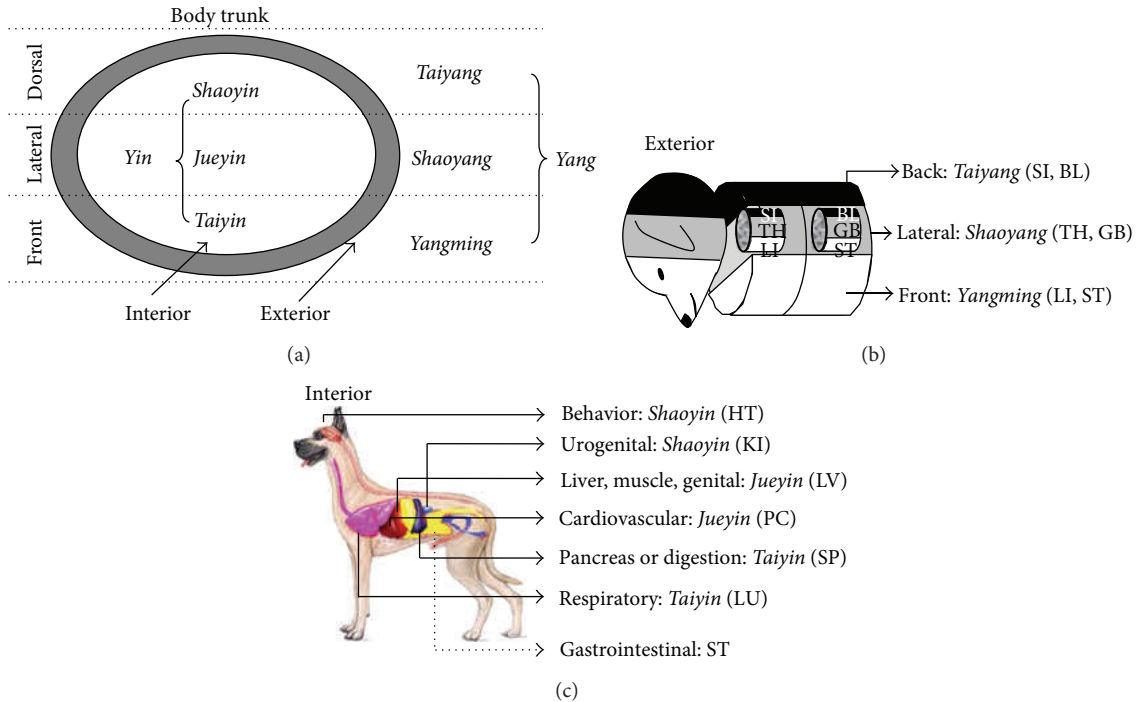 Body trunk
Dorsal
Lateral
Front
Shaoyin
Yin
Jueyin
Taiyin
Taiyang
Shaoyang
Yang
Yangming
Interior
Exterior
(a)
Exterior
SI
TH
LI
BL
GB
ST
Back: Taiyang (SI, BL)
Lateral: Shaoyang (TH, GB)
Front: Yangming (LI, ST)
(b)
Interior
Behavior: Shaoyin (HT)
Urogenital: Shaoyin (KI)
Liver, muscle, genital: Jueyin (LV)
Cardiovascular: Jueyin (PC)
Pancreas or digestion: Taiyin (SP)
Respiratory: Taiyin (LU)
Gastrointestinal: ST
(c)